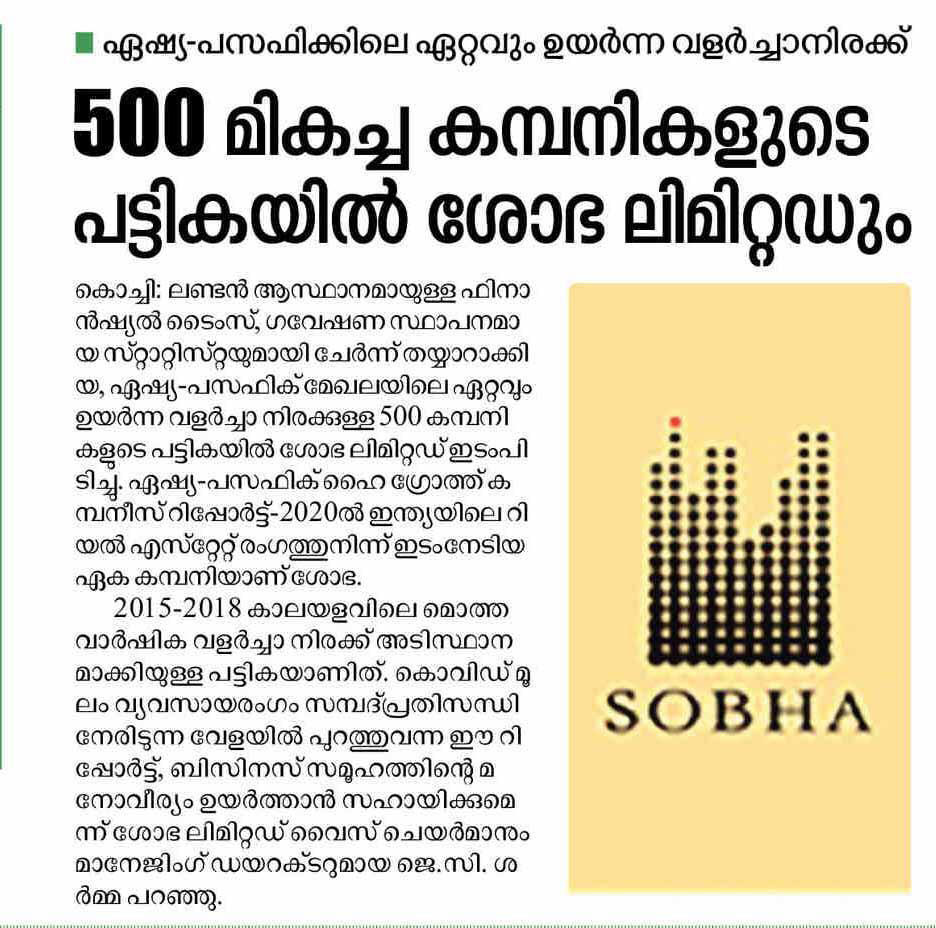 ഏഷ്യ-പസഫിക്കിലെ ഏറ്റവും ഉയർന്ന വളർച്ചാനിരക്ക്
500 മികച്ച കമ്പനികളുടെ
പട്ടികയിൽ ശോഭ ലിമിറ്റഡും
കൊച്ചി: ലണ്ടൻ ആസ്ഥാനമായുള്ള ഫിനാ
ൻഷ്യൽ ടൈംസ്, ഗവേഷണ സ്ഥാപനമാ
യ സ്റ്റാറ്റിസ്റ്റയുമായി ചേർന്ന് തയ്യാറാക്കി
യ, ഏഷ്യ-പസഫിക് മേഖലയിലെ ഏറ്റവും
ഉയർന്ന വളർച്ചാ നിരക്കുള്ള 500 കമ്പനി
കളുടെ പട്ടികയിൽ ശോഭ ലിമിറ്റഡ് ഇടംപി
ടിച്ചു. ഏഷ്യ-പസഫിക് ഹൈ ഗ്രോത്ത് ക
മ്പനീസ് റിപ്പോർട്ട്-2020ൽ ഇന്ത്യയിലെ റി
യൽ എസ്റ്റേറ്റ് രംഗത്തുനിന്ന് ഇടംനേടിയ
ഏക കമ്പനിയാണ് ശോഭ.
2015-2018 കാലയളവിലെ മൊത്ത
വാർഷിക വളർച്ചാ നിരക്ക് അടിസ്ഥാന
മാക്കിയുള്ള പട്ടികയാണിത്. കൊവിഡ് മൂ
ലം വ്യവസായരംഗം സമ്പദ്പ്രതിസന്ധി
നേരിടുന്ന വേളയിൽ പുറത്തുവന്ന ഈ റി
പ്പോർട്ട്, ബിസിനസ് സമൂഹത്തിന്റെ മ
നോവീര്യം ഉയർത്താൻ സഹായിക്കുമെ
ന്ന് ശോഭ ലിമിറ്റഡ് വൈസ് ചെയർമാനും
മാനേജിംഗ് ഡയറക്ടറുമായ ജെ.സി. ശ
ർമ്മ പറഞ്ഞു.
SOBHA